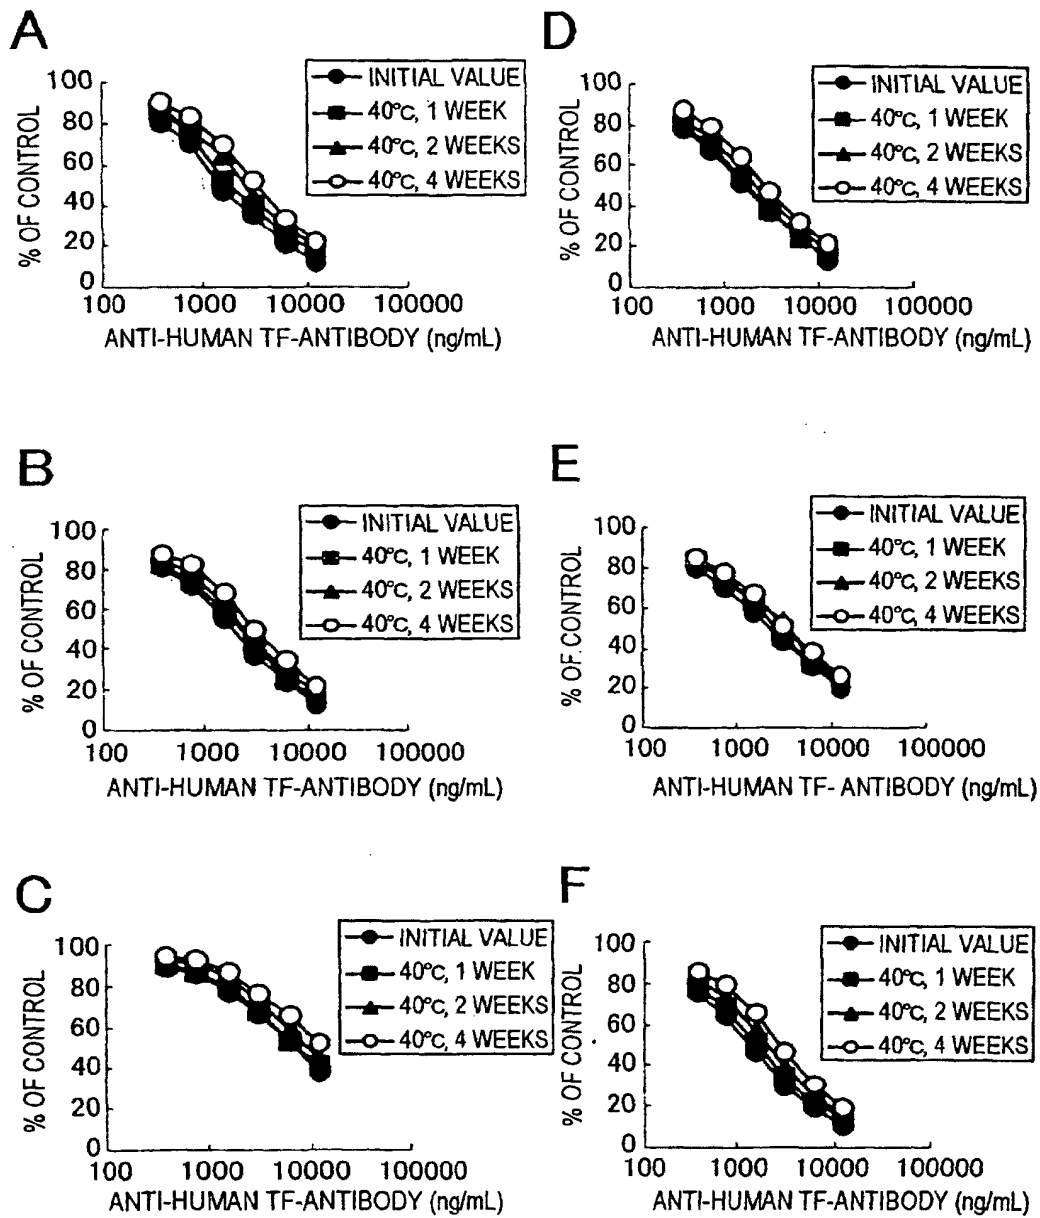 A
% OF CONTROL
100
80
60
40
20
0
100 1000 10000 100000
ANTI-HUMAN TF-ANTIBODY (ng/mL)
INITIAL VALUE
40°C, 1 WEEK
40°C, 2 WEEKS
40°C, 4 WEEKS
D
% OF CONTROL
100
80
60
40
20
0
100 1000 10000 100000
ANTI-HUMAN TF-ANTIBODY (ng/mL)
INITIAL VALUE
40°C, 1 WEEK
40°C, 2 WEEKS
40°C, 4 WEEKS
B
% OF CONTROL
100
80
60
40
20
0
100 1000 10000 100000
ANTI-HUMAN TF-ANTIBODY (ng/mL)
INITIAL VALUE
40°C, 1 WEEK
40°C, 2 WEEKS
40°C, 4 WEEKS
E
% OF. CONTROL
100
80
60
40
20
0
100 1000 10000 100000
ANTI-HUMAN TF- ANTIBODY (ng/mL)
INITIAL VALUE
40°C, 1 WEEK
40°C, 2 WEEKS
40°C, 4 WEEKS
C
% OF CONTROL
100
80
60
40
20
0
100 1000 10000 100000
ANTI-HUMAN TF-ANTIBODY (ng/mL)
INITIAL VALUE
40°C, 1 WEEK
40°C, 2 WEEKS
40°C, 4 WEEKS
F
% OF CONTROL
100
80
60
40
20
0
100 1000 10000 100000
ANTI-HUMAN TF-ANTIBODY (ng/mL)
INITIAL VALUE
40°C, 1 WEEK
40°C, 2 WEEKS
40°C, 4 WEEKS